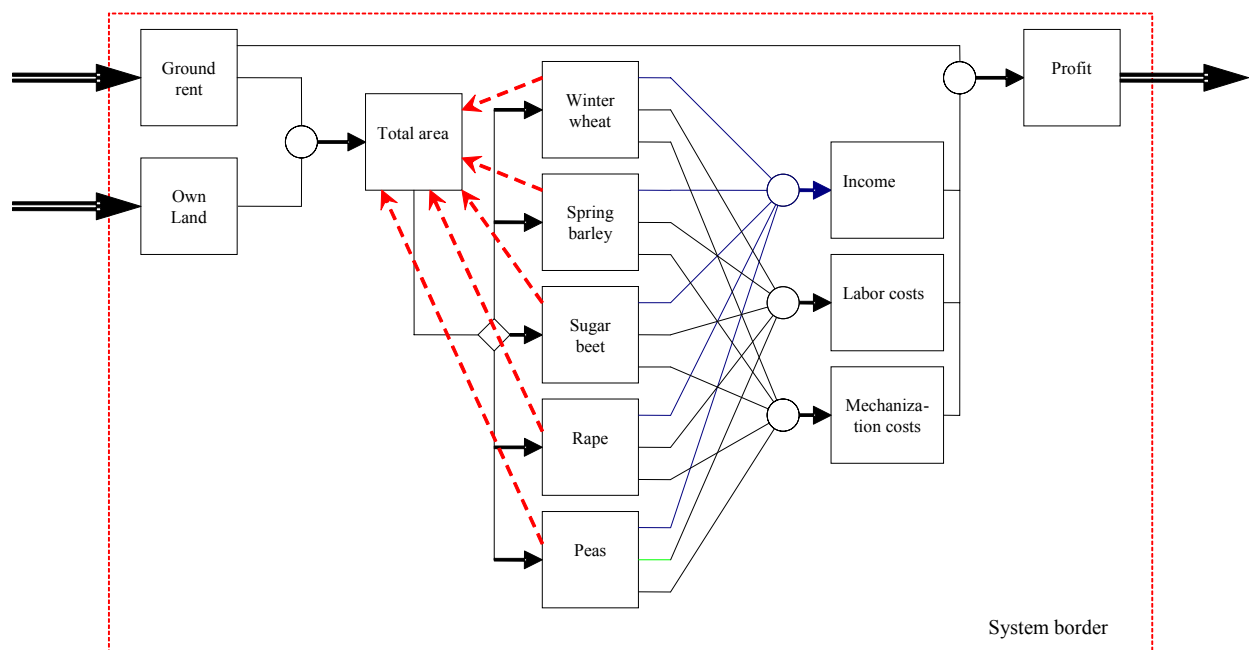 Ground
rent
Own
Land
Total area
Winter
wheat
Spring
barley
Sugar
beet
Rape
Peas
Income
Labor costs
Mechaniza-
tion costs
Profit
System border